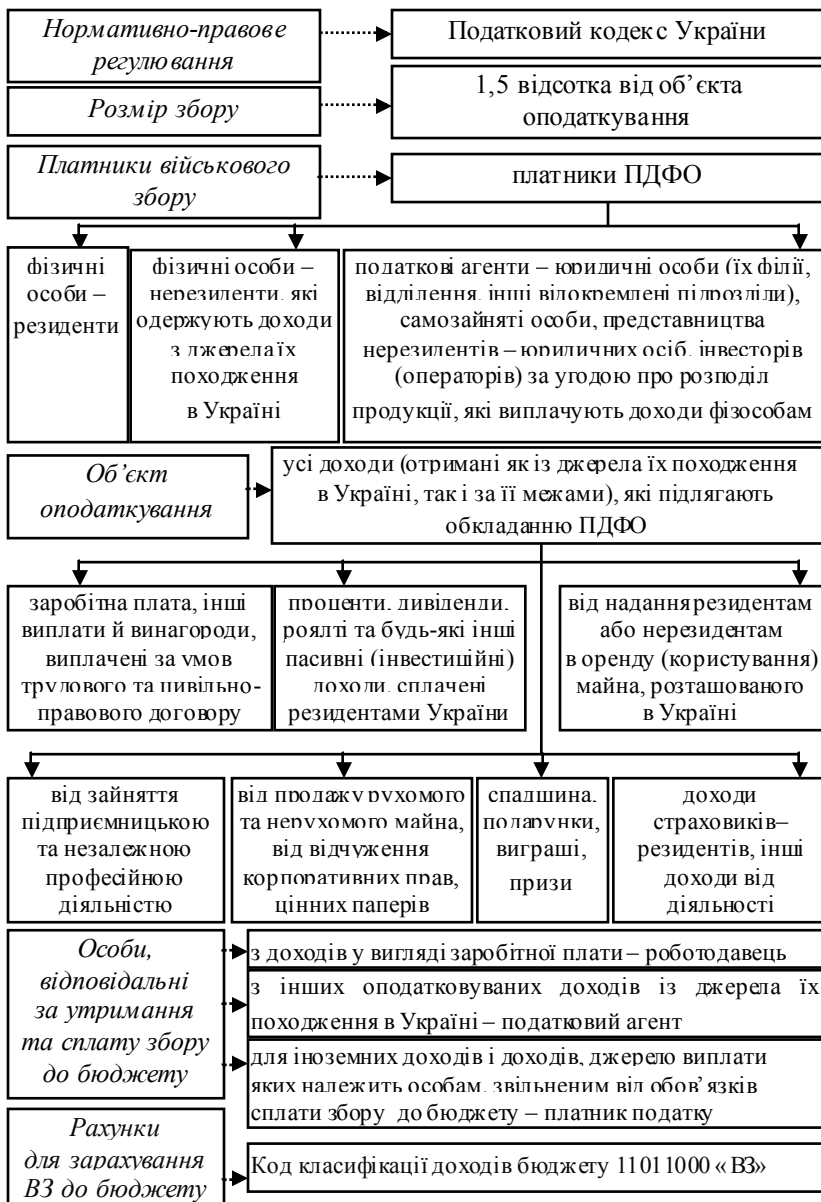 Нормативно-правове
регулювання
Податковий кодекс України
Розмір збору
1,5 відсотка від об’єкта
оподаткування
Платники військового
збору
платники ПДФО
фізичні
особи –
резиденти
фізичні особи –
нерезиденти, які
одержують доходи
з джерела їх
походження
в Україні
податкові агенти – юридичні особи (їх філії,
відділення, інші відокремлені підрозділи),
самозайняті особи, представництва
нерезидентів – юридичних осіб, інвесторів
(операторів) за угодою про розподіл
продукції, які виплачують доходи фізособам
Об’єкт
оподаткування
усі доходи (отримані як із джерела їх походження
в Україні, так і за її межами), які підлягають
обкладанню ПДФО
заробітна плата, інші
виплати й винагороди,
виплачені за умов
трудового та цивільно-
правового договору
проценти, дивіденди,
роялті та будь-які інші
пасивні (інвестиційні)
доходи, сплачені
резидентами України
від надання резидентам
або нерезидентам
в оренду (користування)
майна, розташованого
в Україні
від зайняття
підприємницькою
та незалежною
професійною
діяльністю
від продажу рухомого
та нерухомого майна,
від відчуження
корпоративних прав,
цінних паперів
спадщина,
подарунки,
виграші,
призи
доходи
страховиків–
резидентів, інші
доходи від
діяльності
Особи,
відповідальні
за утримання
та сплату збору
до бюджету
з доходів у вигляді заробітної плати – роботодавець
з інших оподатковуваних доходів із джерела їх
походження в Україні – податковий агент
для іноземних доходів і доходів, джерело виплати
яких належить особам, звільненим від обов’язків
сплати збору до бюджету – платник податку
Рахунки
для зарахування
ВЗ до бюджету
Код класифікації доходів бюджету 11011000 «ВЗ»